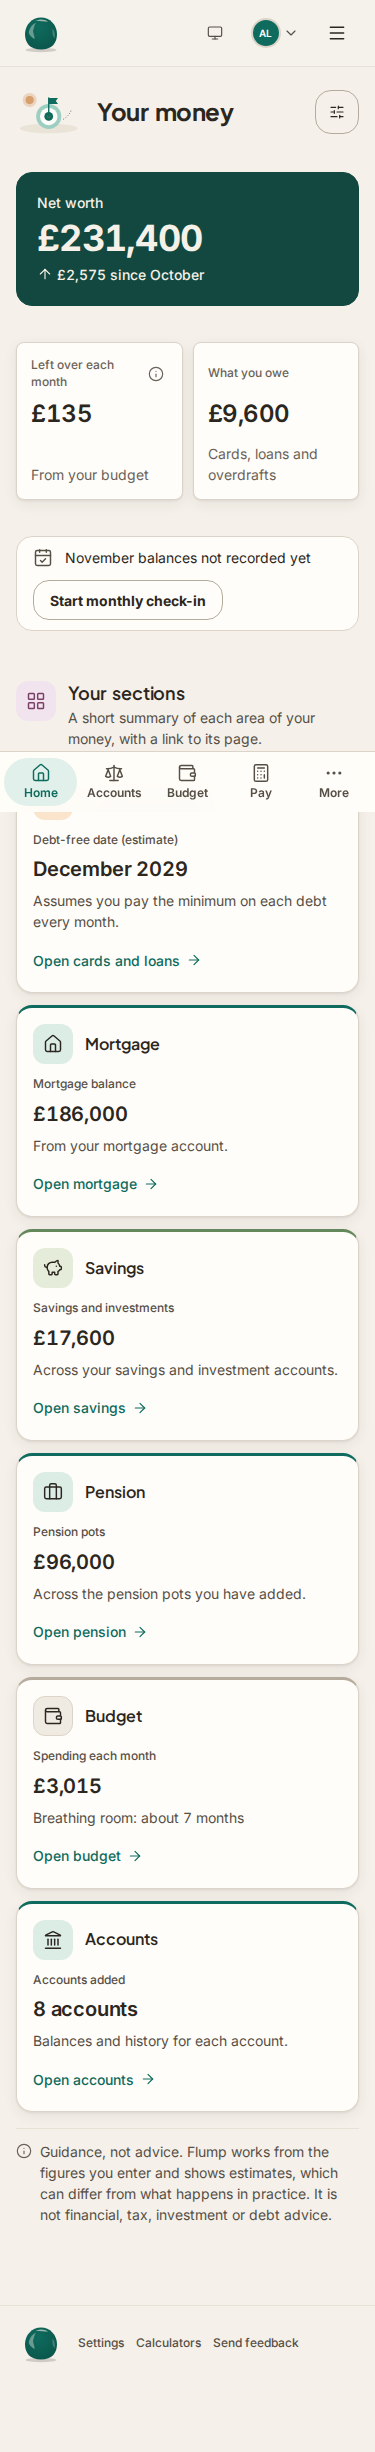 AL
Your money
Net worth
£231,400
↑ £2,575 since October
Left over each
month
£135
From your budget
What you owe
£9,600
Cards, loans and
overdrafts
November balances not recorded yet
Start monthly check-in
Your sections
A short summary of each area of your
money, with a link to its page.
Home
Accounts
Budget
Pay
More
Debt-free date (estimate)
December 2029
Assumes you pay the minimum on each debt
every month.
Open cards and loans →
Mortgage
Mortgage balance
£186,000
From your mortgage account.
Open mortgage →
Savings
Savings and investments
£17,600
Across your savings and investment accounts.
Open savings →
Pension
Pension pots
£96,000
Across the pension pots you have added.
Open pension →
Budget
Spending each month
£3,015
Breathing room: about 7 months
Open budget →
Accounts
Accounts added
8 accounts
Balances and history for each account.
Open accounts →
Guidance, not advice. Flump works from the
figures you enter and shows estimates, which
can differ from what happens in practice. It is
not financial, tax, investment or debt advice.
Settings
Calculators
Send feedback